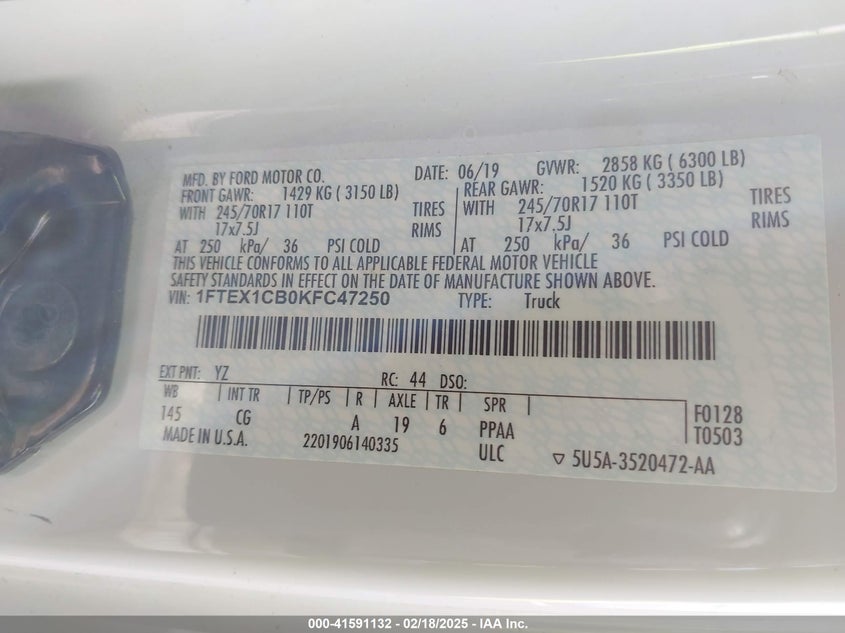 MFD. BY FORD MOTOR CO. DATE: 06/19 GVWR: 2858 KG ( 6300 LB)
FRONT GAWR: 1429 KG ( 3150 LB) REAR GAWR: 1520 KG ( 3350 LB)
WITH 245/70R17 110T TIRES WITH 245/70R17 110T TIRES
17x7.5J RIMS 17x7.5J RIMS
AT 250 kPa/ 36 PSI COLD AT 250 kPa/ 36 PSI COLD
THIS VEHICLE CONFORMS TO ALL APPLICABLE FEDERAL MOTOR VEHICLE
SAFETY STANDARDS IN EFFECT ON THE DATE OF MANUFACTURE SHOWN ABOVE.
VIN: 1FTEX1CB0KFC47250 TYPE: Truck
EXT PNT: YZ RC: 44 DSO:
WB INT TR TP/PS R AXLE TR SPR
145 CG A 19 6 PPAA F0128
MADE IN U.S.A. 2201906140335 ULC T0503
5U5A-3520472-AA
000-41591132 - 02/18/2025 - IAA Inc.